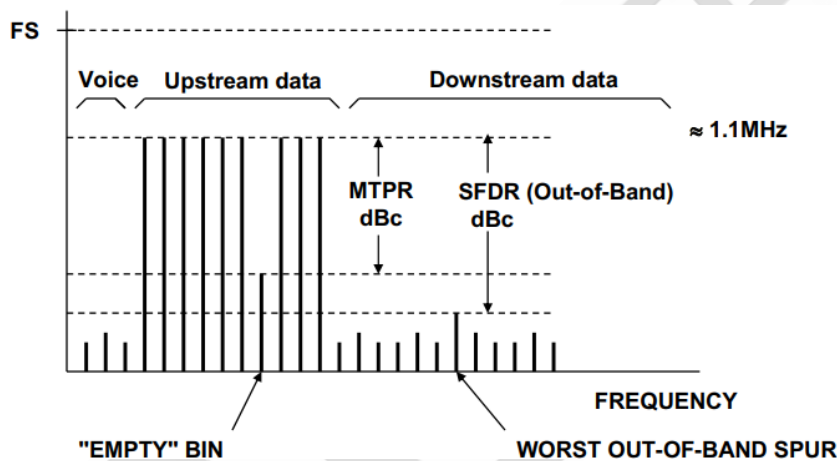 FS
Voice Upstream data Downstream data
≈ 1.1MHz
MTPR
dBc
SFDR (Out-of-Band)
dBc
FREQUENCY
"EMPTY" BIN
WORST OUT-OF-BAND SPUR